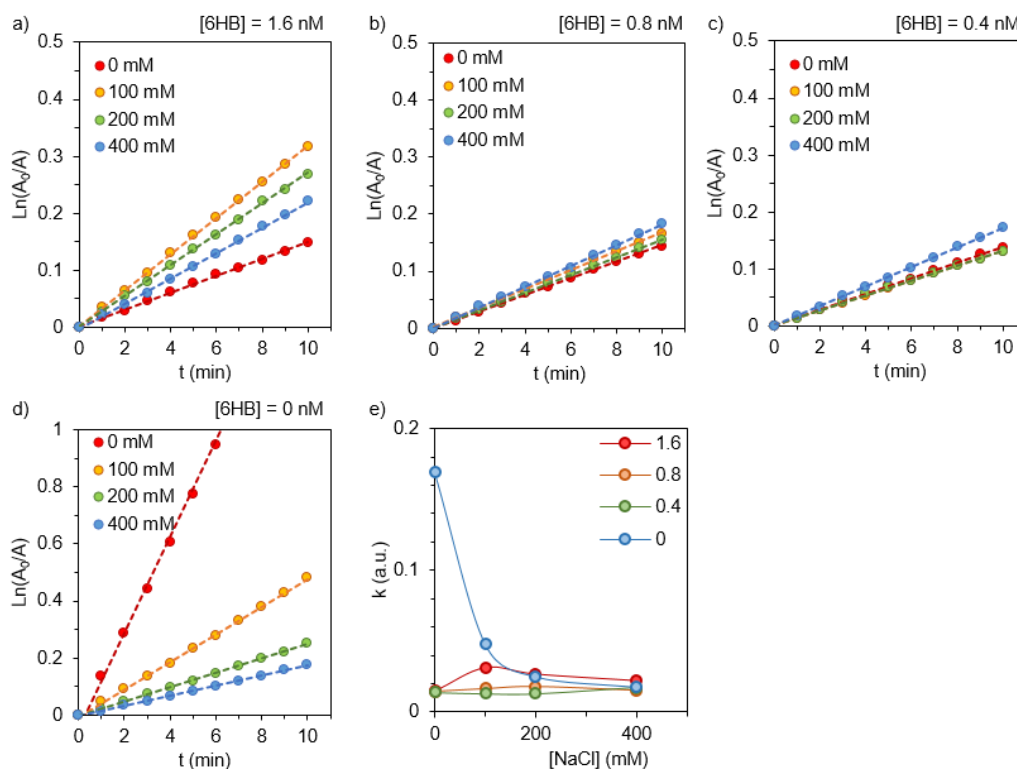 a) [6HB] = 1.6 nM
Ln(A0/A)
0.5
0.4
0.3
0.2
0.1
0
0 mM
100 mM
200 mM
400 mM
0 2 4 6 8 10
t (min)
b) [6HB] = 0.8 nM
Ln(A0/A)
0.5
0.4
0.3
0.2
0.1
0
0 mM
100 mM
200 mM
400 mM
0 2 4 6 8 10
t (min)
c) [6HB] = 0.4 nM
Ln(A0/A)
0.5
0.4
0.3
0.2
0.1
0
0 mM
100 mM
200 mM
400 mM
0 2 4 6 8 10
t (min)
d) [6HB] = 0 nM
Ln(A0/A)
1
0.8
0.6
0.4
0.2
0
0 mM
100 mM
200 mM
400 mM
0 2 4 6 8 10
t (min)
e)
k (a.u.)
0.2
0.1
0
1.6
0.8
0.4
0
0 200 400
[NaCl] (mM)